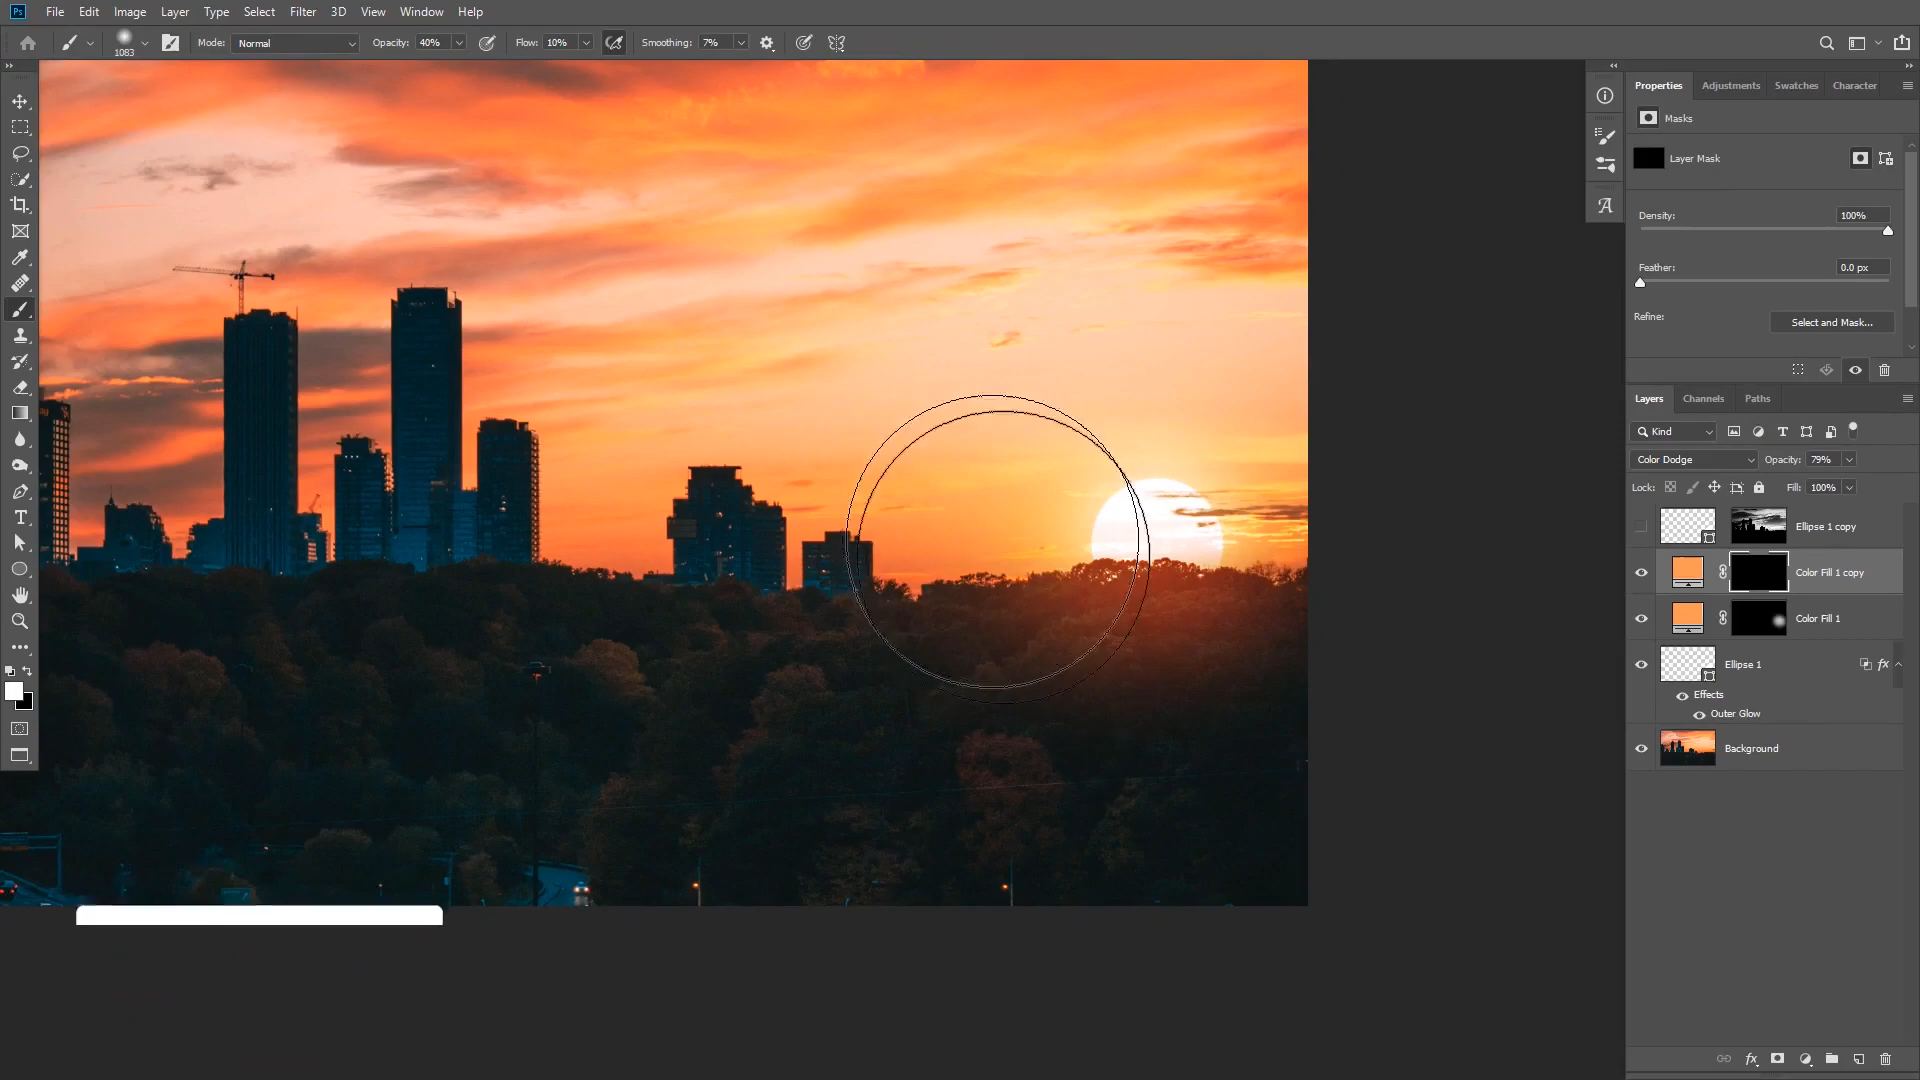 Ps File Edit Image Layer Type Select Filter 3D View Window Help
1083 Mode: Normal Opacity: 40% Flow: 10% Smoothing: 7%
Properties Adjustments Swatches Character
Masks
Layer Mask
Density: 100%
Feather: 0.0 px
Refine:
Select and Mask...
Layers Channels Paths
Kind
Color Dodge Opacity: 79%
Lock: Fill: 100%
Ellipse 1 copy
Color Fill 1 copy
Color Fill 1
Ellipse 1 fx
Effects
Outer Glow
Background
fx